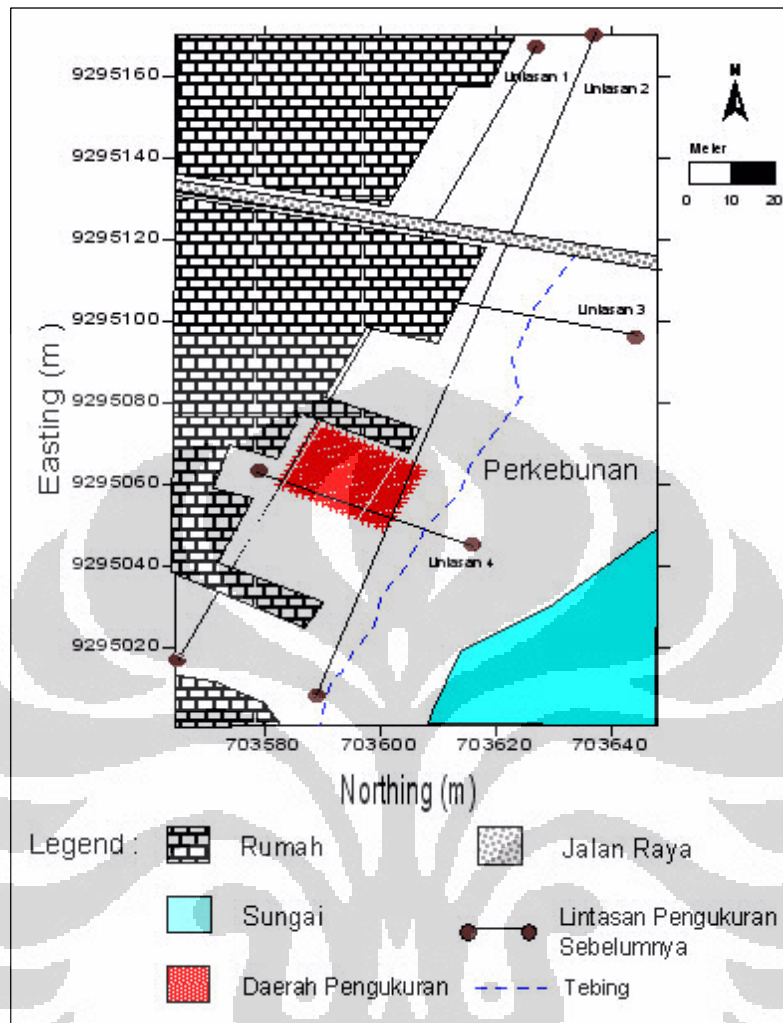 9295160
9295140
9295120
9295100
9295080
9295060
9295040
9295020
Easting (m)
Lintasan 1
Lintasan 2
Lintasan 3
Lintasan 4
Perkebunan
N
Meter
0 10 20
703580 703600 703620 703640
Northing (m)
Legend :
Rumah
Jalan Raya
Sungai
Lintasan Pengukuran
Sebelumnya
Daerah Pengukuran
Tebing